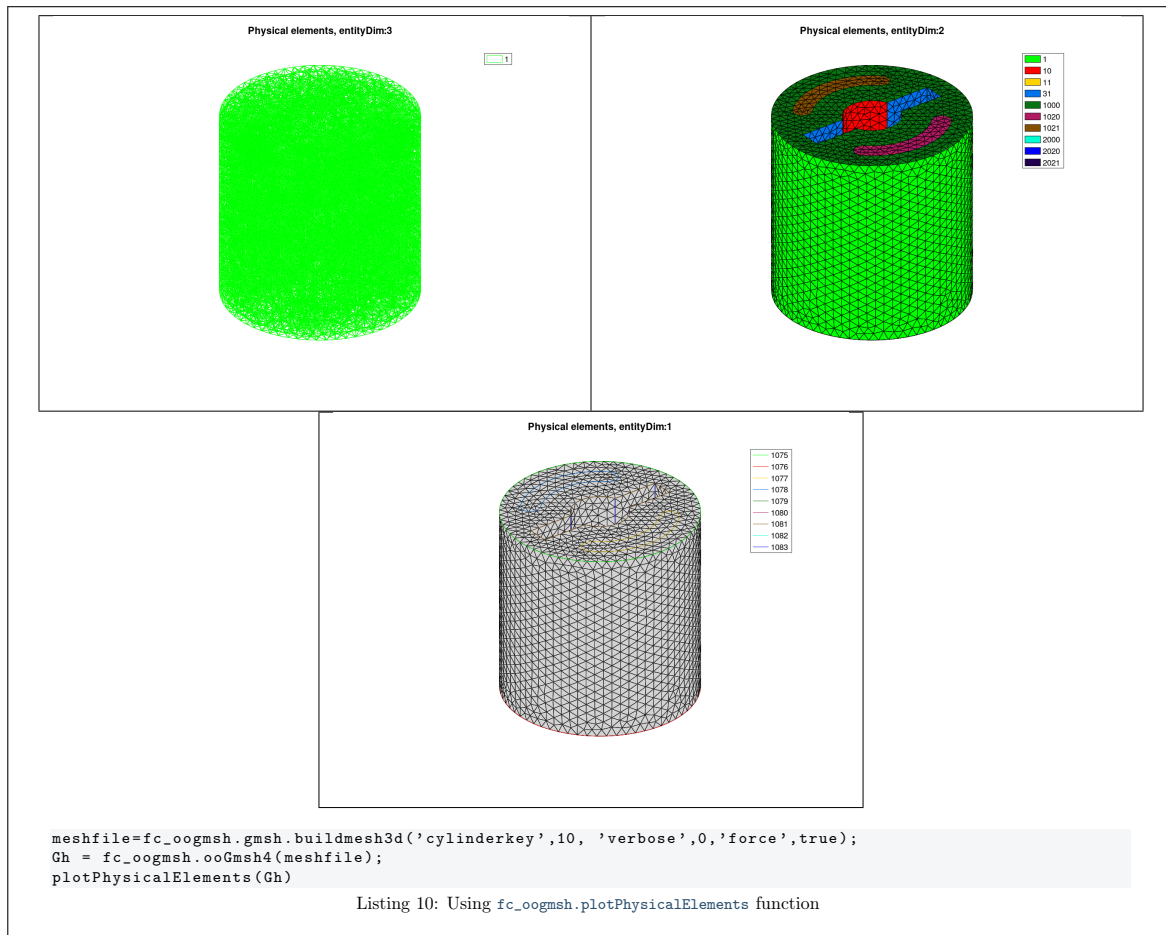 Physical elements, entityDim:3
1
Physical elements, entityDim:2
1
10
11
31
1000
1020
1021
2000
2020
2021
Physical elements, entityDim:1
1075
1076
1077
1078
1079
1080
1081
1082
1083
meshfile=fc_oogmsh.gmsh.buildmesh3d('cylinderkey',10, 'verbose',0,'force',true);
Gh = fc_oogmsh.ooGmsh4(meshfile);
plotPhysicalElements(Gh)
Listing 10: Using fc_oogmsh.plotPhysicalElements function